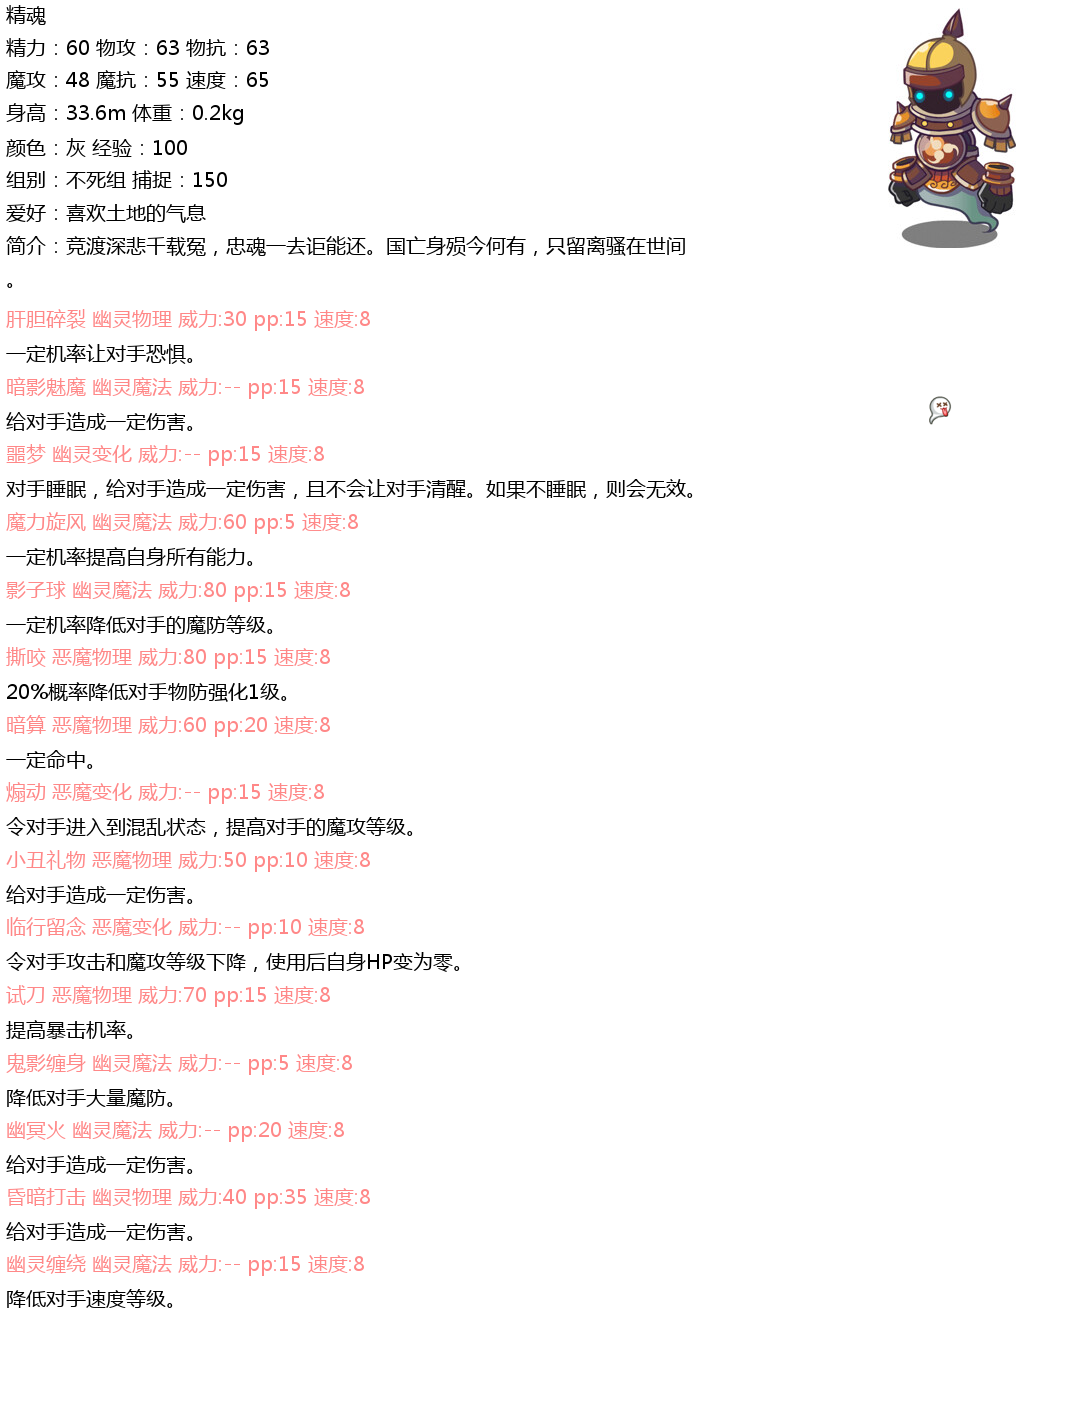 精魂
精力：60 物攻：63 物抗：63
魔攻：48 魔抗：55 速度：65
身高：33.6m 体重：0.2kg
颜色：灰 经验：100
组别：不死组 捕捉：150
爱好：喜欢土地的气息
简介：竞渡深悲千载冤，忠魂一去讵能还。国亡身殒今何有，只留离骚在世间
。
肝胆碎裂 幽灵物理 威力:30 pp:15 速度:8
一定机率让对手恐惧。
暗影魅魔 幽灵魔法 威力:-- pp:15 速度:8
给对手造成一定伤害。
噩梦 幽灵变化 威力:-- pp:15 速度:8
对手睡眠，给对手造成一定伤害，且不会让对手清醒。如果不睡眠，则会无效。
魔力旋风 幽灵魔法 威力:60 pp:5 速度:8
一定机率提高自身所有能力。
影子球 幽灵魔法 威力:80 pp:15 速度:8
一定机率降低对手的魔防等级。
撕咬 恶魔物理 威力:80 pp:15 速度:8
20%概率降低对手物防强化1级。
暗算 恶魔物理 威力:60 pp:20 速度:8
一定命中。
煽动 恶魔变化 威力:-- pp:15 速度:8
令对手进入到混乱状态，提高对手的魔攻等级。
小丑礼物 恶魔物理 威力:50 pp:10 速度:8
给对手造成一定伤害。
临行留念 恶魔变化 威力:-- pp:10 速度:8
令对手攻击和魔攻等级下降，使用后自身HP变为零。
试刀 恶魔物理 威力:70 pp:15 速度:8
提高暴击机率。
鬼影缠身 幽灵魔法 威力:-- pp:5 速度:8
降低对手大量魔防。
幽冥火 幽灵魔法 威力:-- pp:20 速度:8
给对手造成一定伤害。
昏暗打击 幽灵物理 威力:40 pp:35 速度:8
给对手造成一定伤害。
幽灵缠绕 幽灵魔法 威力:-- pp:15 速度:8
降低对手速度等级。